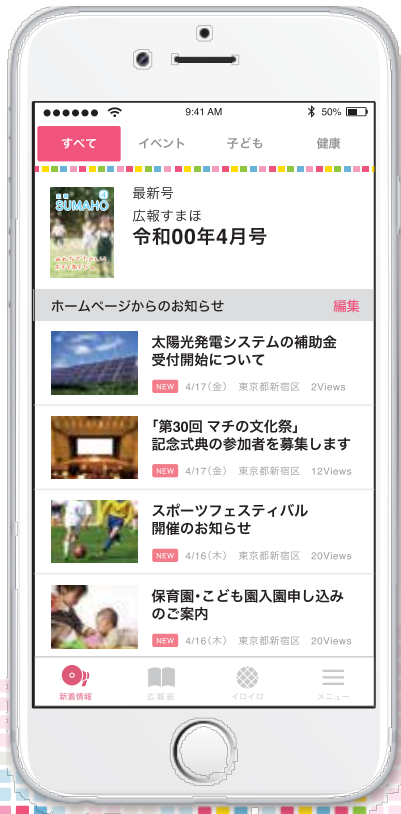 9:41 AM
50%
すべて
イベント
子ども
健康
広報
SUMAHO
4
最新号
広報すまほ
令和00年4月号
ホームページからのお知らせ
編集
太陽光発電システムの補助金
受付開始について
NEW 4/17(金) 東京都新宿区 2Views
「第30回 マチの文化祭」
記念式典の参加者を募集します
NEW 4/17(金) 東京都新宿区 12Views
スポーツフェスティバル
開催のお知らせ
NEW 4/16(木) 東京都新宿区 20Views
保育園・こども園入園申し込み
のご案内
NEW 4/16(木) 東京都新宿区 20Views
新着情報
広報紙
イロイロ
メニュー